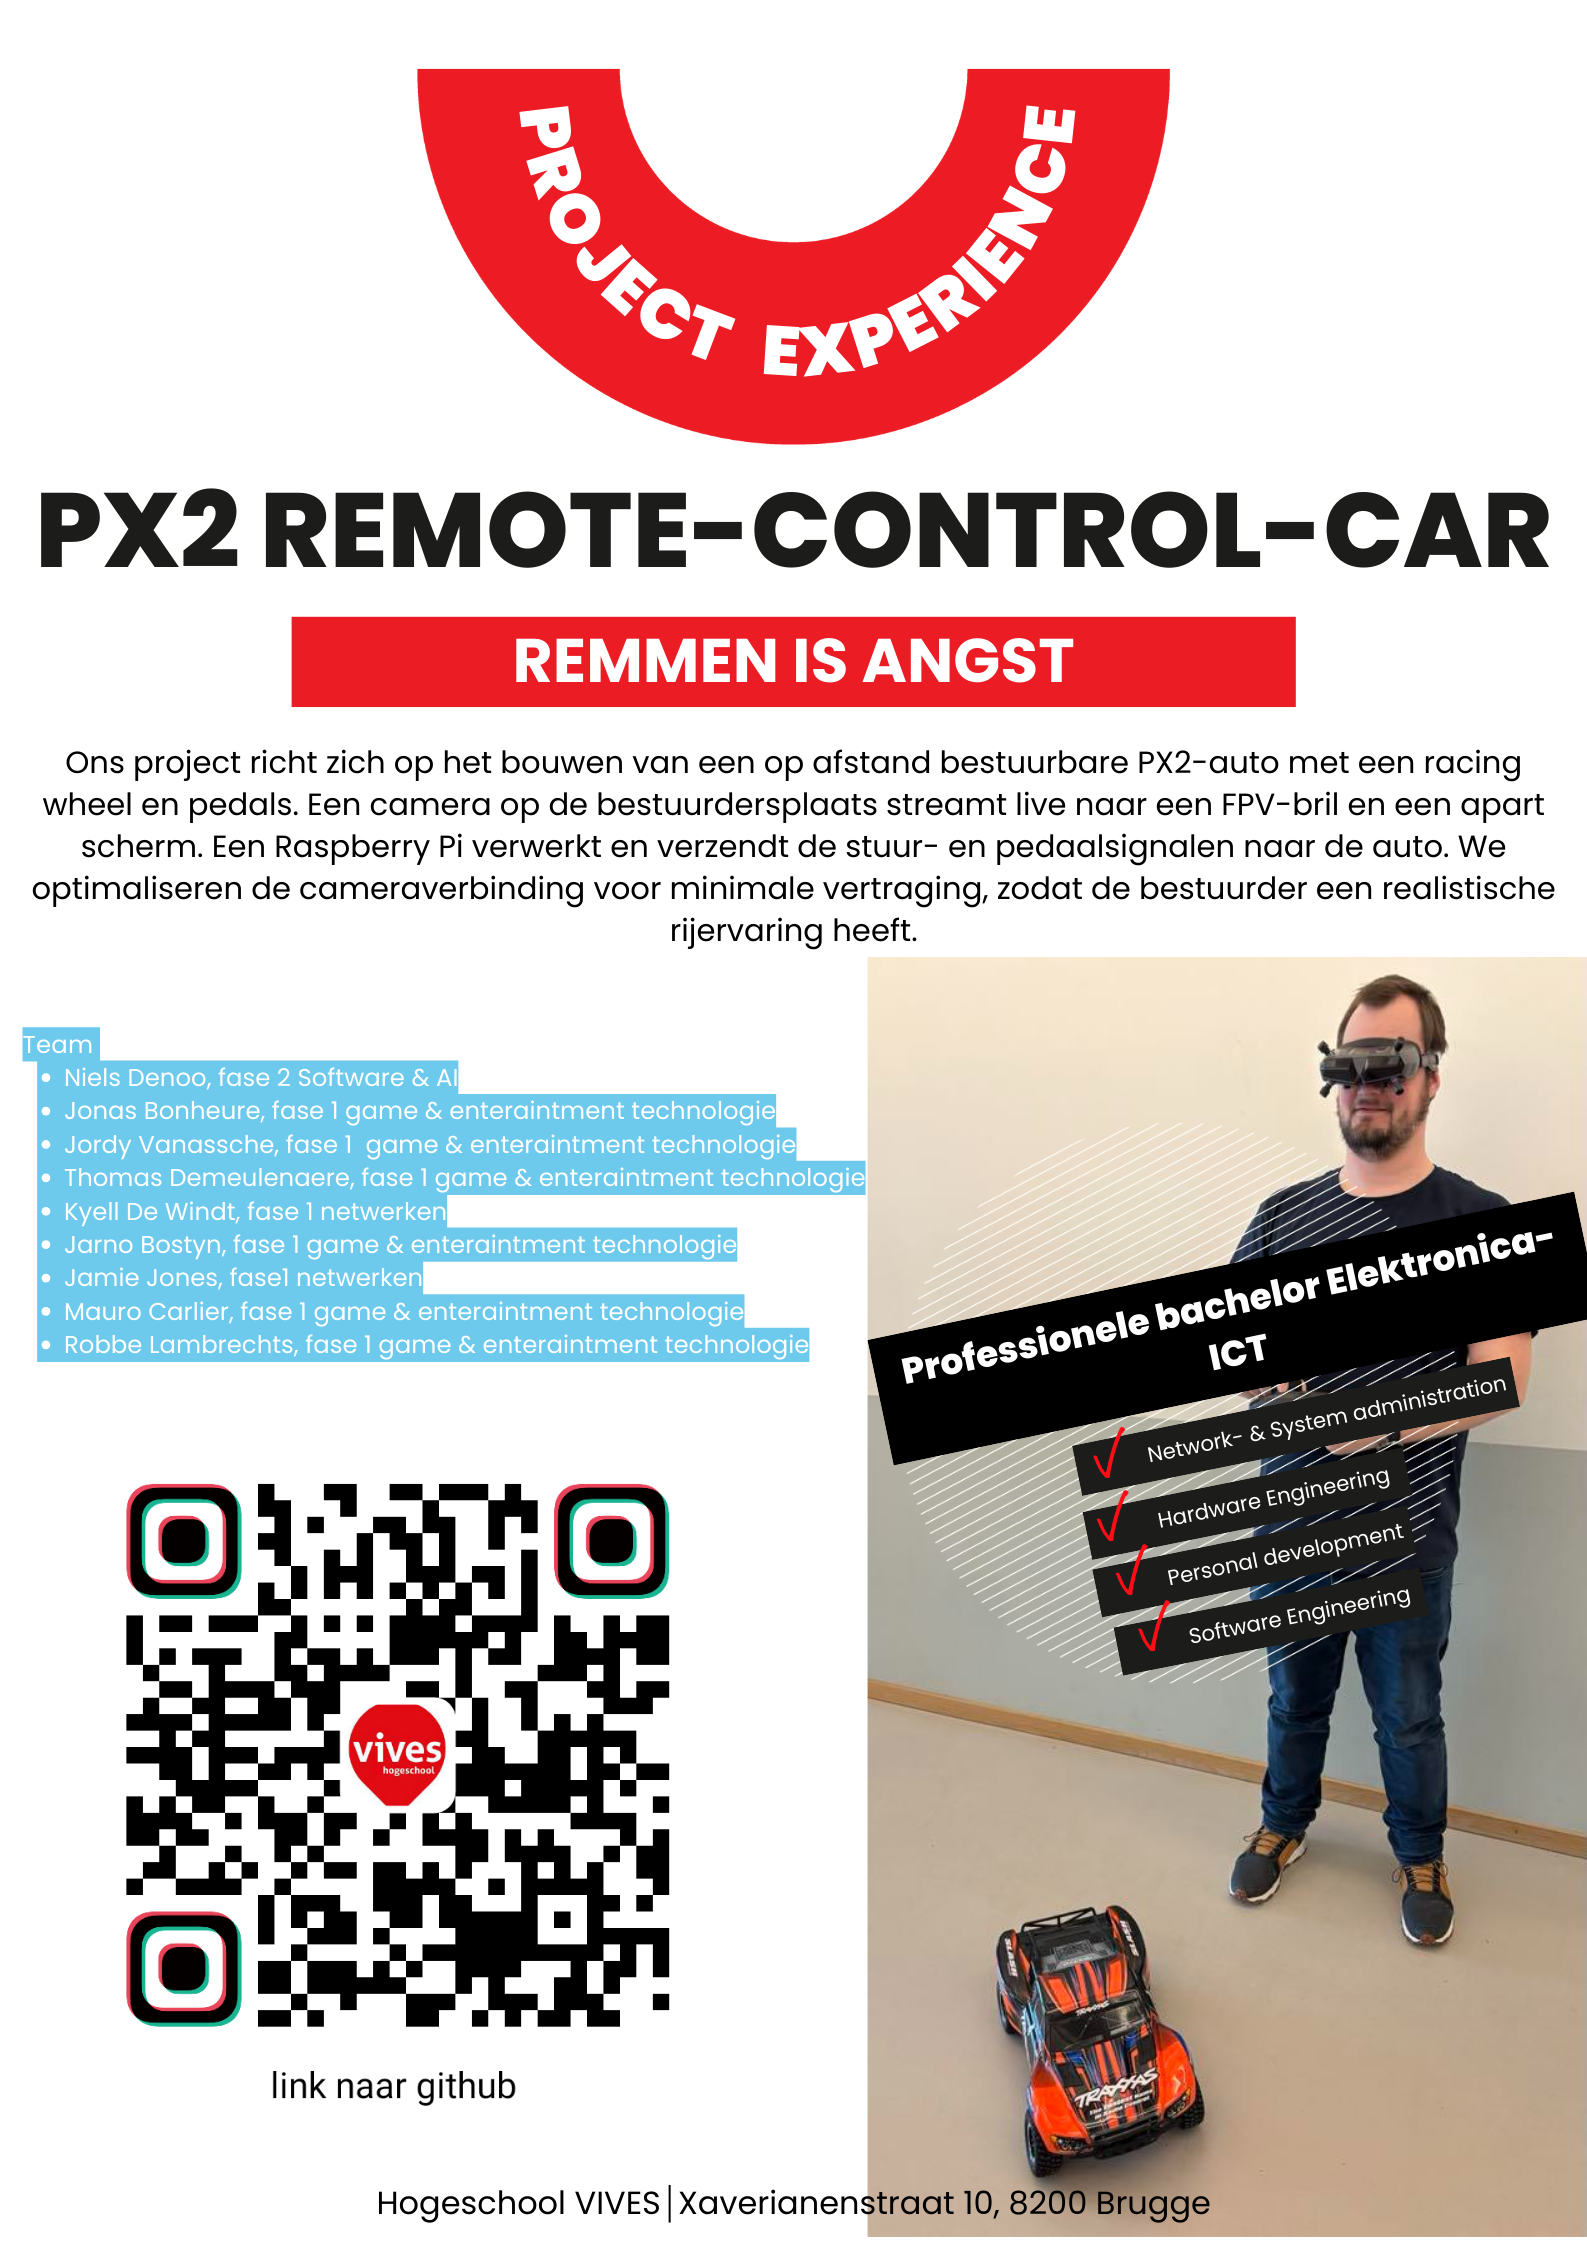 PROJECT EXPERIENCE
PX2 REMOTE-CONTROL-CAR
REMMEN IS ANGST
Ons project richt zich op het bouwen van een op afstand bestuurbare PX2-auto met een racing
wheel en pedals. Een camera op de bestuurdersplaats streamt live naar een FPV-bril en een apart
scherm. Een Raspberry Pi verwerkt en verzendt de stuur- en pedaalsignalen naar de auto. We
optimaliseren de cameraverbinding voor minimale vertraging, zodat de bestuurder een realistische
rijervaring heeft.
Team
• Niels Denoo, fase 2 Software & AI
• Jonas Bonheure, fase 1 game & enteraintment technologie
• Jordy Vanassche, fase 1  game & enteraintment technologie
• Thomas Demeulenaere, fase 1 game & enteraintment technologie
• Kyell De Windt, fase 1 netwerken
• Jarno Bostyn, fase 1 game & enteraintment technologie
• Jamie Jones, fase1 netwerken
• Mauro Carlier, fase 1 game & enteraintment technologie
• Robbe Lambrechts, fase 1 game & enteraintment technologie
Professionele bachelor Elektronica-
ICT
Network- & System administration
Hardware Engineering
Personal development
Software Engineering
vives
hogeschool
link naar github
SLASH
SLASH
TRAXXAS
TRAXXAS
Hogeschool VIVES|Xaverianenstraat 10, 8200 Brugge